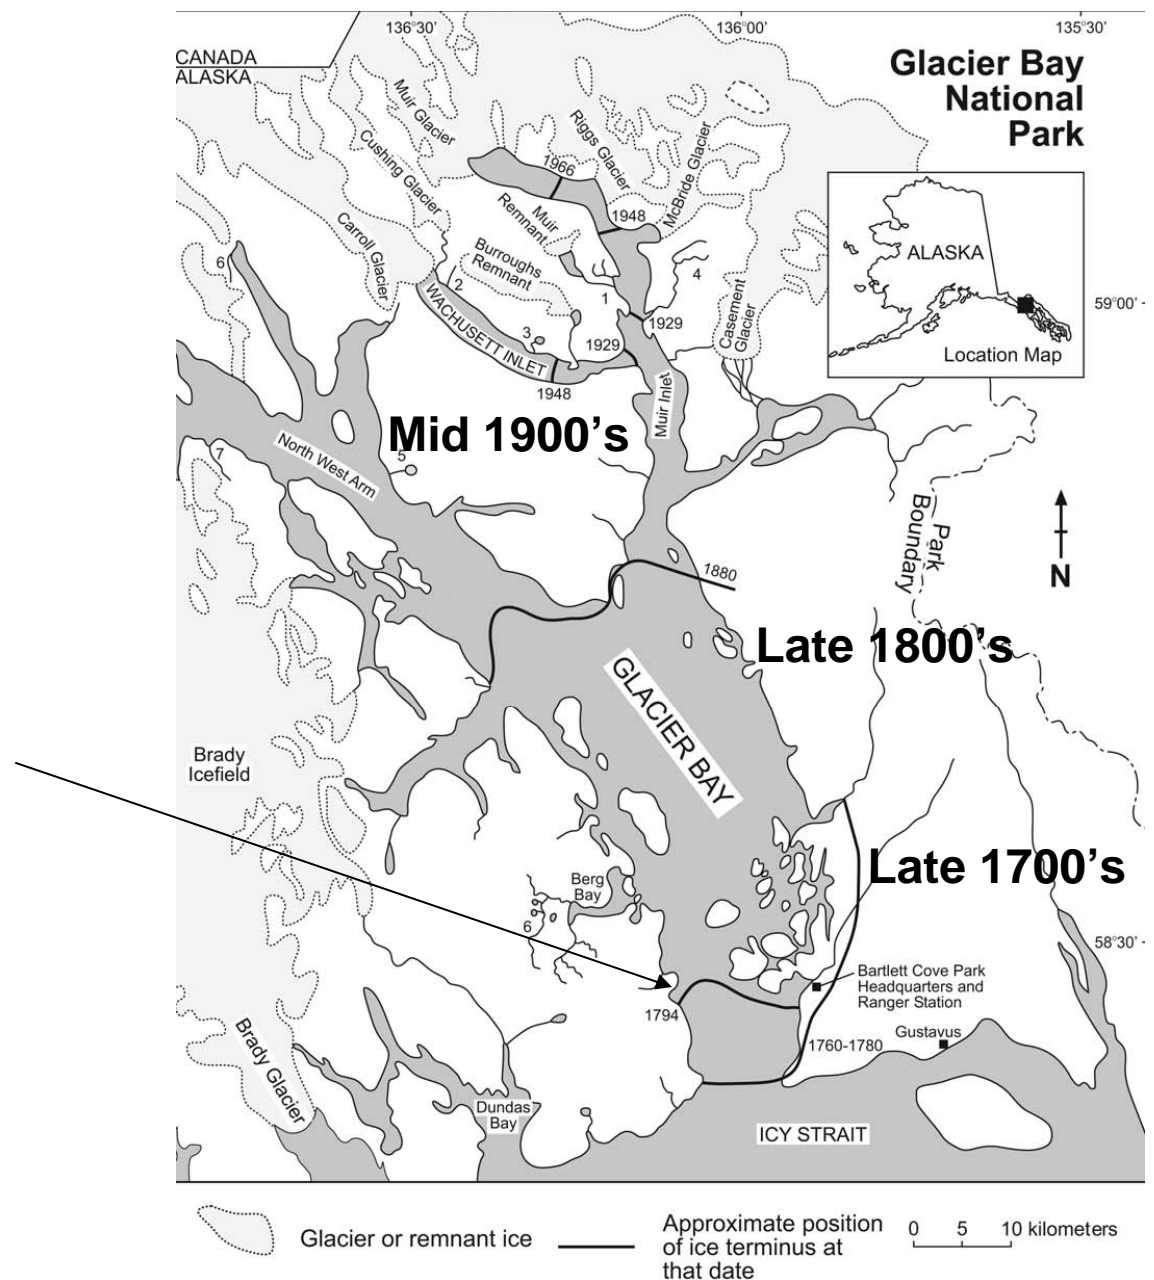 136°30'
136°00'
135°30'
CANADA
ALASKA
Glacier Bay
National
Park
Muir Glacier
Cushing Glacier
Carroll Glacier
Riggs Glacier
McBride Glacier
1966
Muir
Remnant
1948
Burroughs
Remnant
6
2
1
4
3
ALASKA
59°00'
Location Map
WACHUSETT INLET
1929
1929
1948
Casement
Glacier
Muir Inlet
Mid 1900's
North West Arm
7
5
Park
Boundary
N
1880
Late 1800's
GLACIER BAY
Brady
Icefield
Late 1700's
Berg
Bay
6
58°30'
Bartlett Cove Park
Headquarters and
Ranger Station
1794
Gustavus
1760-1780
Brady Glacier
Dundas
Bay
ICY STRAIT
Glacier or remnant ice
Approximate position
of ice terminus at
that date
0 5 10 kilometers